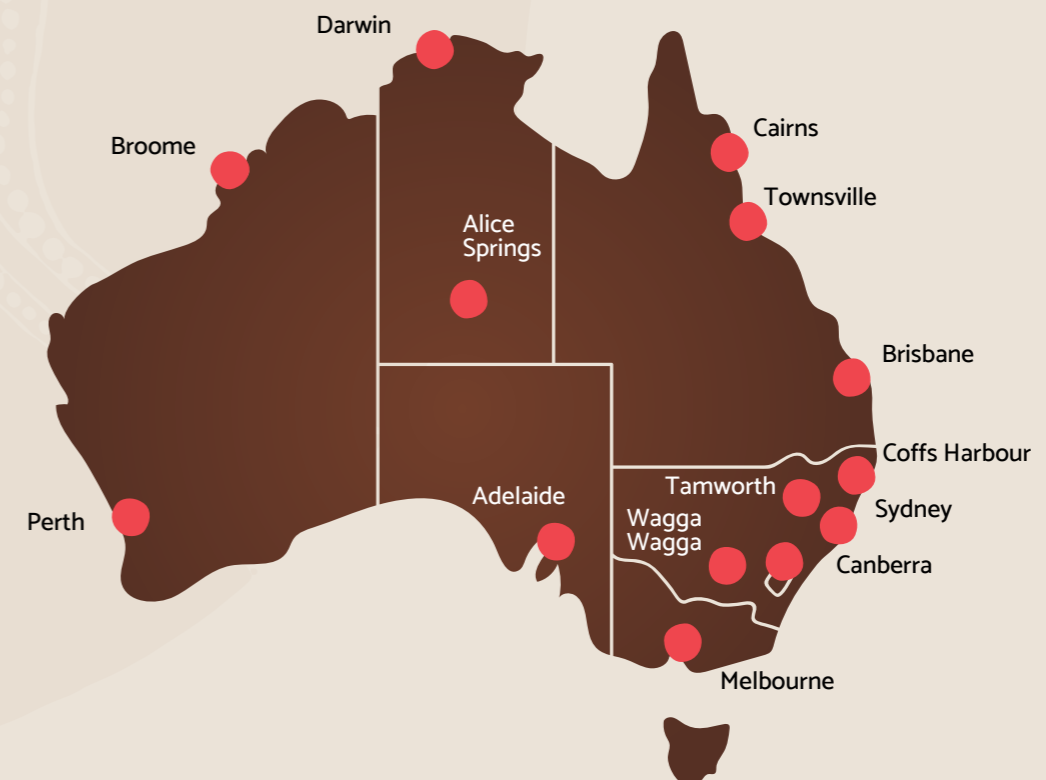 Darwin
Cairns
Broome
Townsville
Alice
Springs
Brisbane
Coffs Harbour
Tamworth
Adelaide
Sydney
Wagga
Wagga
Perth
Canberra
Melbourne